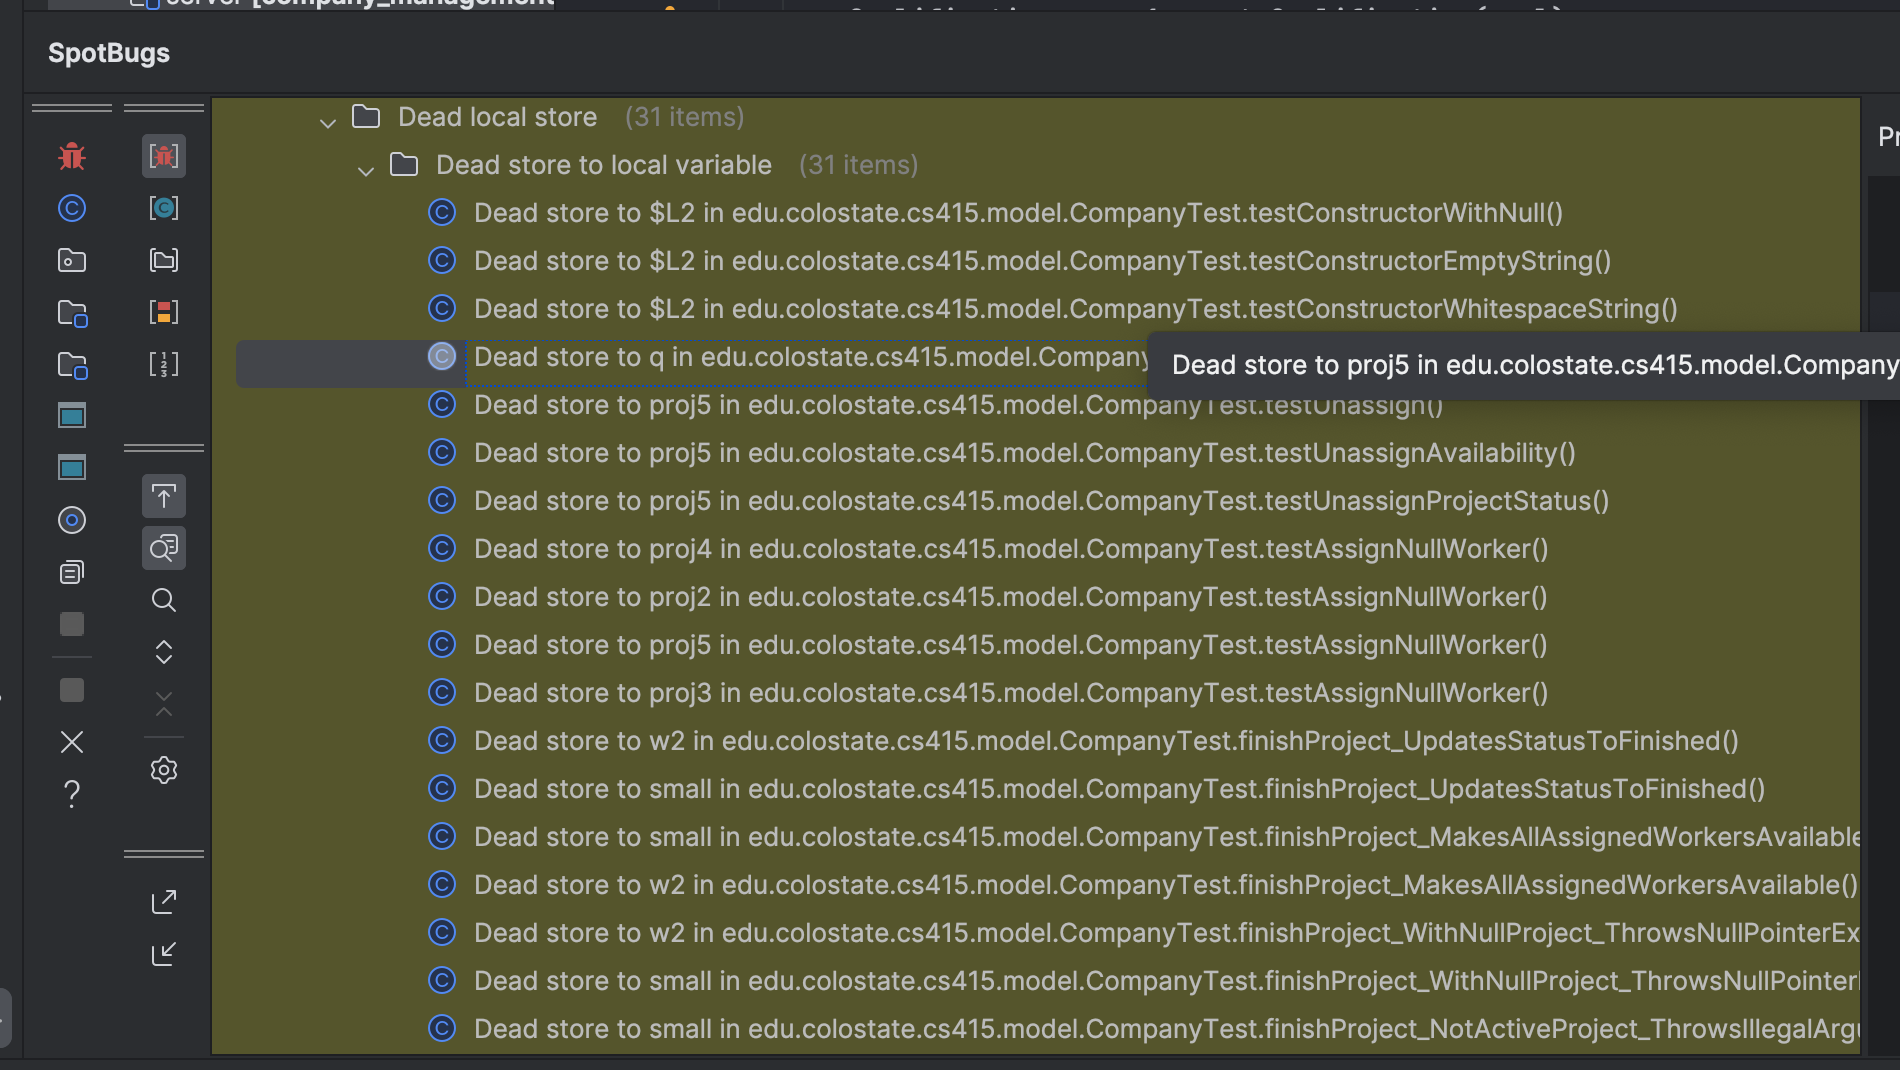 server [company_management
SpotBugs
Dead local store (31 items)
Pr
Dead store to local variable (31 items)
Dead store to $L2 in edu.colostate.cs415.model.CompanyTest.testConstructorWithNull()
Dead store to $L2 in edu.colostate.cs415.model.CompanyTest.testConstructorEmptyString()
Dead store to $L2 in edu.colostate.cs415.model.CompanyTest.testConstructorWhitespaceString()
Dead store to q in edu.colostate.cs415.model.Company
Dead store to proj5 in edu.colostate.cs415.model.Company
Dead store to proj5 in edu.colostate.cs415.model.CompanyTest.testUnassign()
Dead store to proj5 in edu.colostate.cs415.model.CompanyTest.testUnassignAvailability()
Dead store to proj5 in edu.colostate.cs415.model.CompanyTest.testUnassignProjectStatus()
Dead store to proj4 in edu.colostate.cs415.model.CompanyTest.testAssignNullWorker()
Dead store to proj2 in edu.colostate.cs415.model.CompanyTest.testAssignNullWorker()
Dead store to proj5 in edu.colostate.cs415.model.CompanyTest.testAssignNullWorker()
Dead store to proj3 in edu.colostate.cs415.model.CompanyTest.testAssignNullWorker()
Dead store to w2 in edu.colostate.cs415.model.CompanyTest.finishProject_UpdatesStatusToFinished()
Dead store to small in edu.colostate.cs415.model.CompanyTest.finishProject_UpdatesStatusToFinished()
Dead store to small in edu.colostate.cs415.model.CompanyTest.finishProject_MakesAllAssignedWorkersAvailable
Dead store to w2 in edu.colostate.cs415.model.CompanyTest.finishProject_MakesAllAssignedWorkersAvailable()
Dead store to w2 in edu.colostate.cs415.model.CompanyTest.finishProject_WithNullProject_ThrowsNullPointerEx
Dead store to small in edu.colostate.cs415.model.CompanyTest.finishProject_WithNullProject_ThrowsNullPointer
Dead store to small in edu.colostate.cs415.model.CompanyTest.finishProject_NotActiveProject_ThrowsIllegalArgu